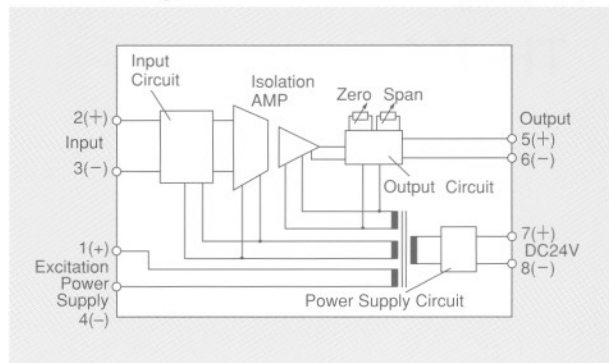 Input
Circuit
Isolation
AMP
Zero Span
2(+)
Input
3(−)
Output
5(+)
6(−)
Output Circuit
1(+)
Excitation
Power
Supply
4(−)
7(+)
DC24V
8(−)
Power Supply Circuit